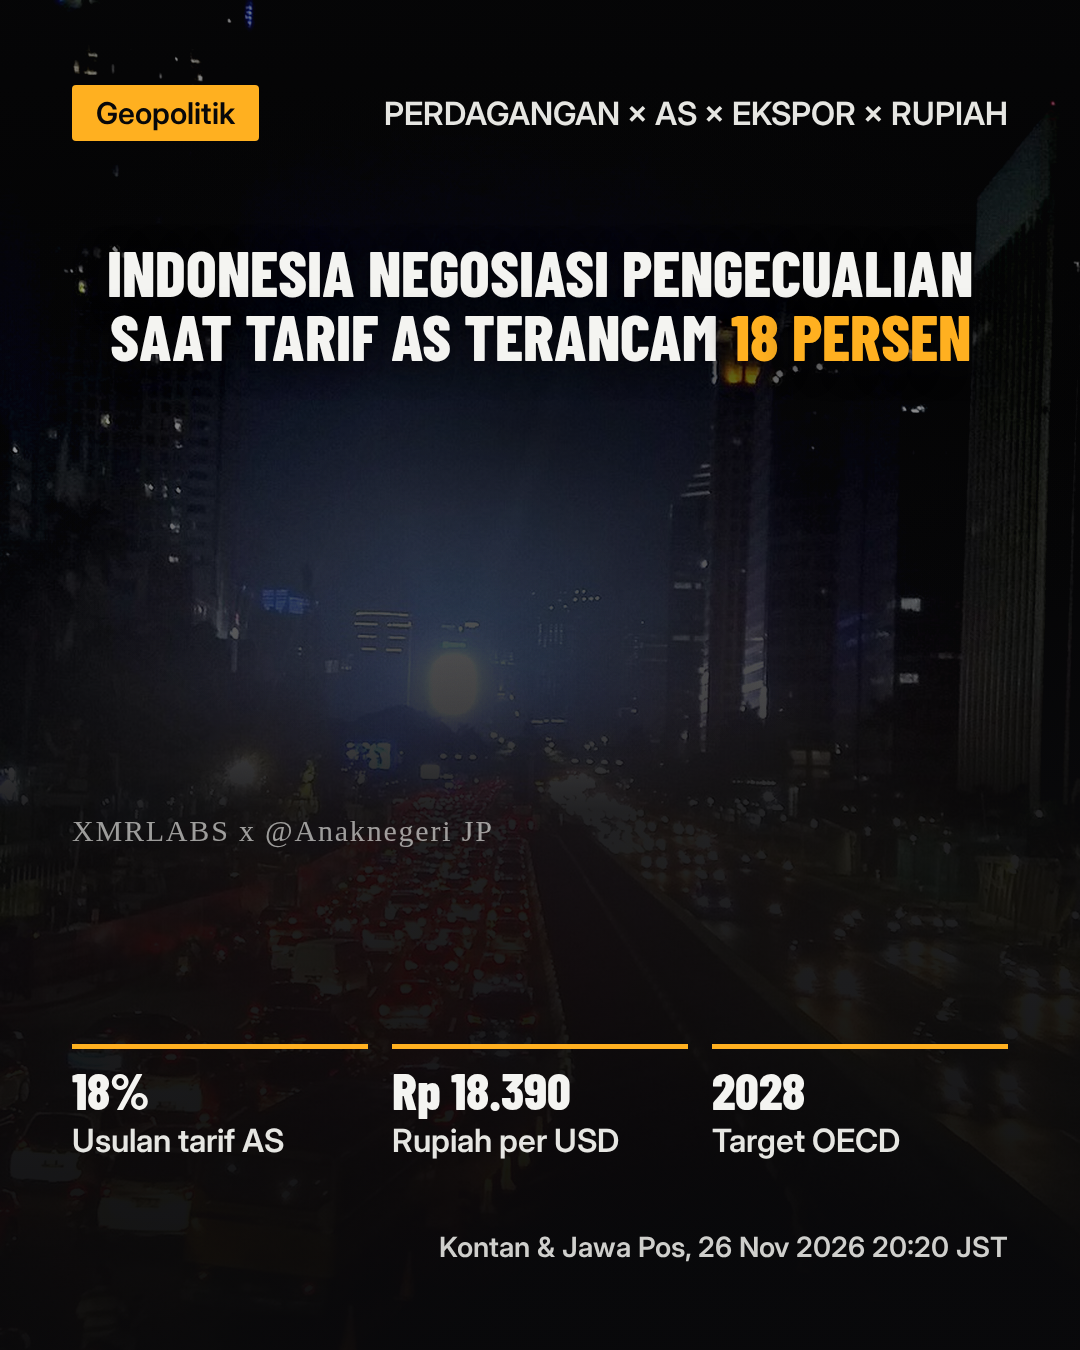 Geopolitik
PERDAGANGAN × AS × EKSPOR × RUPIAH
INDONESIA NEGOSIASI PENGECUALIAN
SAAT TARIF AS TERANCAM 18 PERSEN
XMRLABS x @Anaknegeri JP
18%
Usulan tarif AS
Rp 18.390
Rupiah per USD
2028
Target OECD
Kontan & Jawa Pos, 26 Nov 2026 20:20 JST